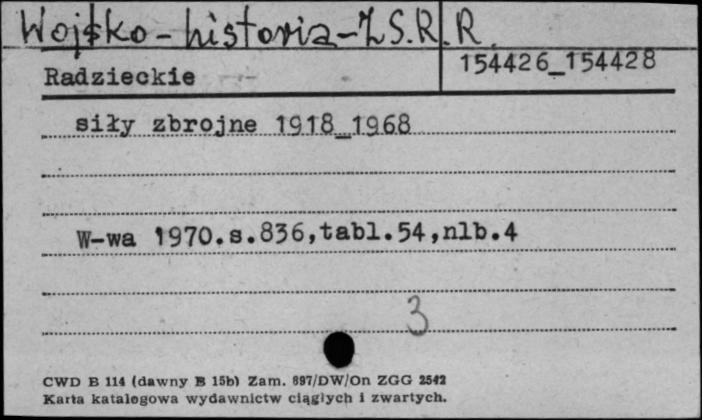 Wojsko - historia - Z.S.R.R.
Radzieckie
154426_154428
siły zbrojne 1918_1968
W-wa 1970.s.836,tabl.54,nlb.4
3
CWD B 114 (dawny B 15b) Zam. 897/DW/On ZGG 2542
Karta katalogowa wydawnictw ciągłych i zwartych.